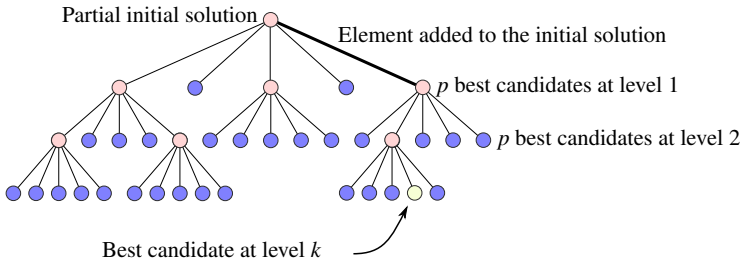 Partial initial solution
Element added to the initial solution
p best candidates at level 1
p best candidates at level 2
Best candidate at level k